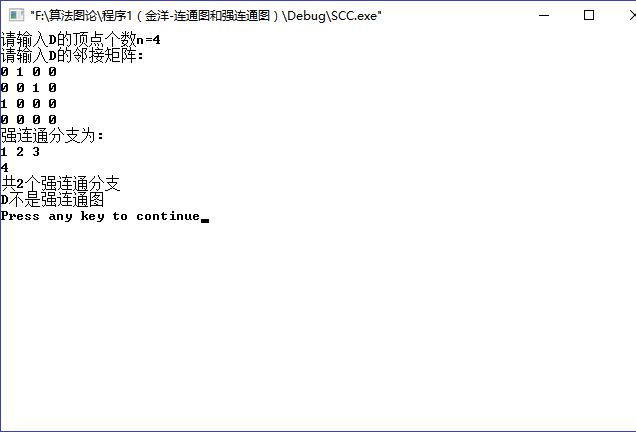 "F:\算法图论\程序1（金洋-连通图和强连通图）\Debug\SCC.exe"
请输入D的顶点个数n=4
请输入D的邻接矩阵:
0 1 0 0
0 0 1 0
1 0 0 0
0 0 0 0
强连通分支为:
1 2 3
4
共2个强连通分支
D不是强连通图
Press any key to continue